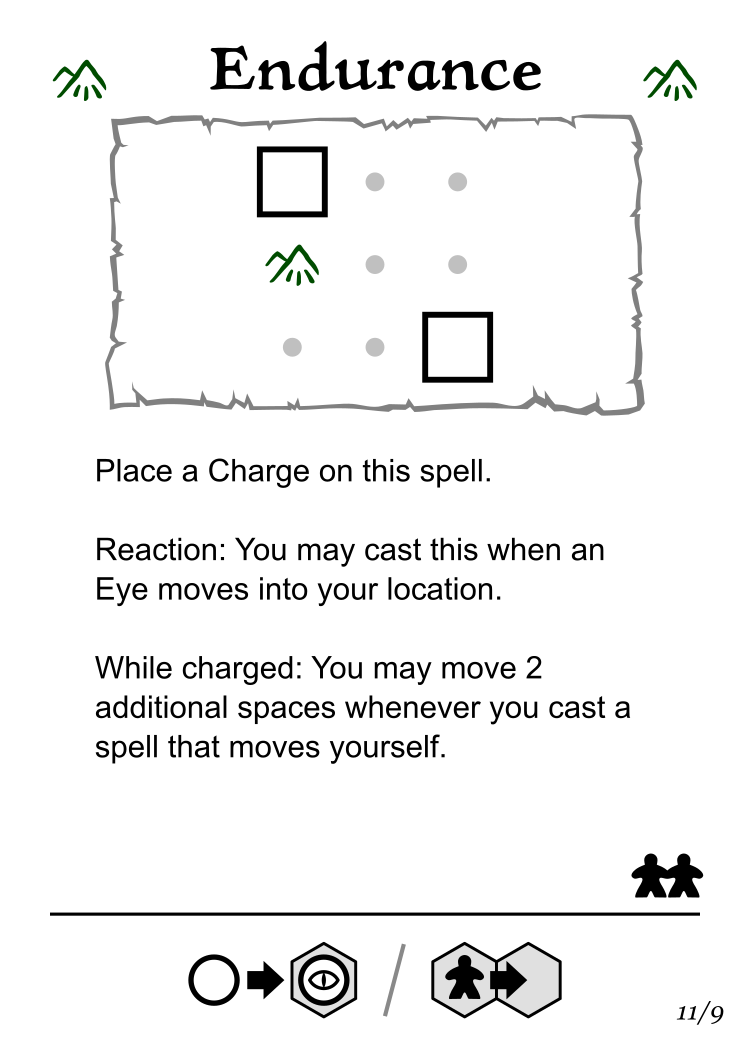 Endurance
Place a Charge on this spell.
Reaction: You may cast this when an
Eye moves into your location.
While charged: You may move 2
additional spaces whenever you cast a
spell that moves yourself.
11/9